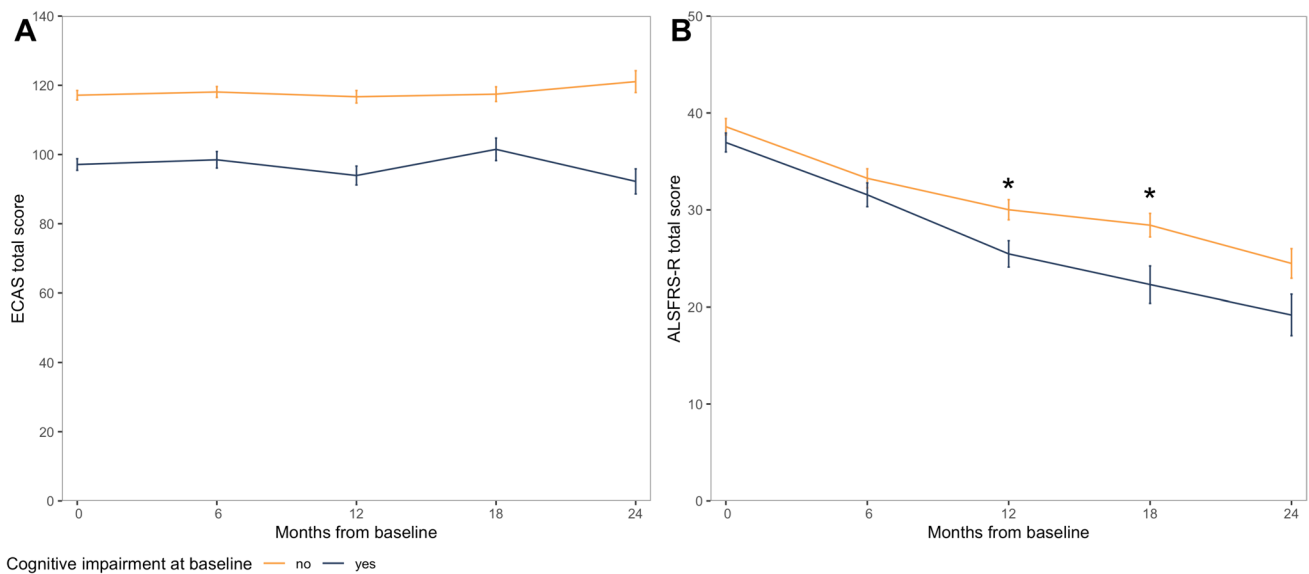 A
ECAS total score
140
120
100
80
60
40
20
0
0 6 12 18 24
Months from baseline
B
ALSFRS-R total score
50
40
30
20
10
0
* *
0 6 12 18 24
Months from baseline
Cognitive impairment at baseline no yes